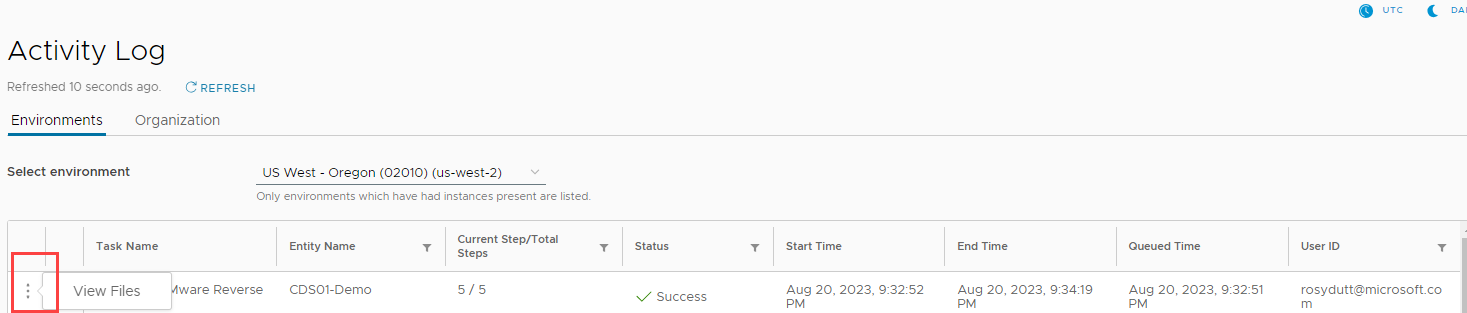 UTC
Activity Log
Refreshed 10 seconds ago. REFRESH
Environments Organization
Select environment US West - Oregon (02010) (us-west-2)
Only environments which have had instances present are listed.
Task Name Entity Name Current Step/Total Steps Status Start Time End Time Queued Time User ID
View Files Mware Reverse CDS01-Demo 5 / 5 Success Aug 20, 2023, 9:32:52 PM Aug 20, 2023, 9:34:19 PM Aug 20, 2023, 9:32:51 PM rosydutt@microsoft.com